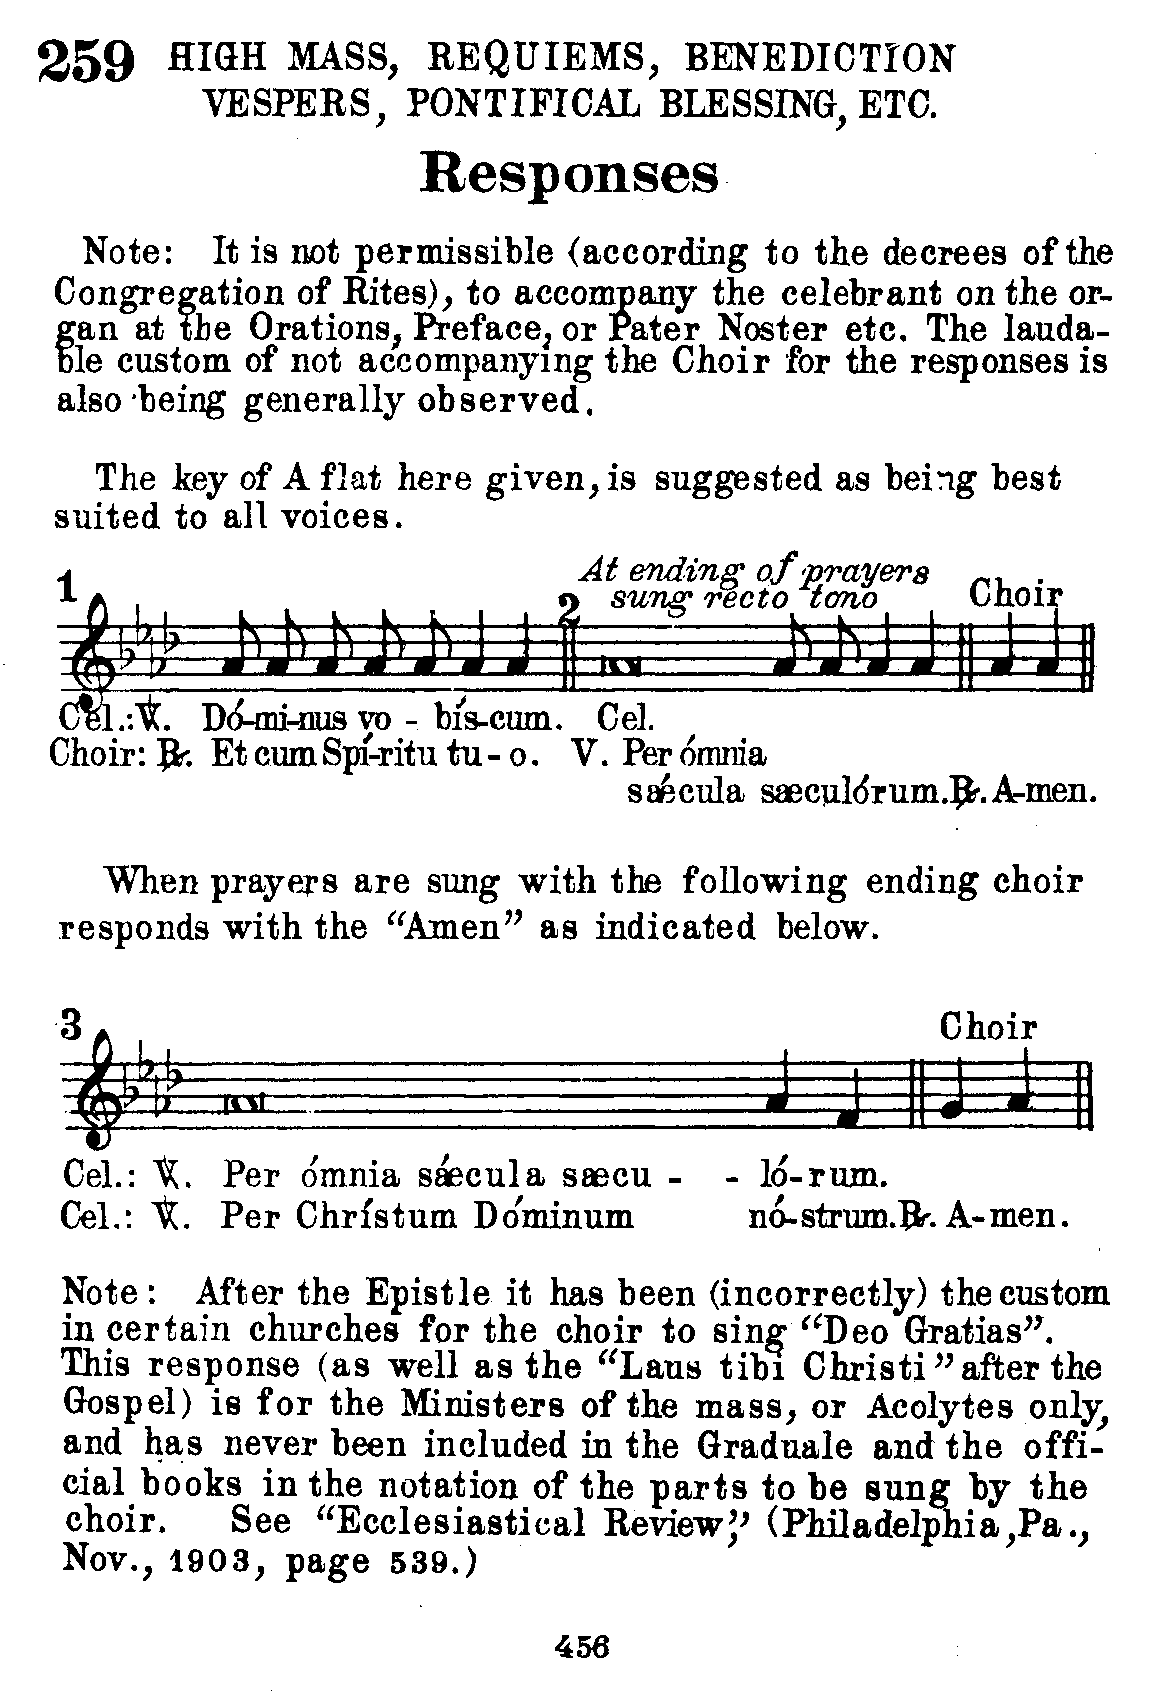 259 HIGH MASS, REQUIEMS, BENEDICTION
VESPERS, PONTIFICAL BLESSING, ETC.
Responses
Note: It is not permissible (according to the decrees of the
Congregation of Rites), to accompany the celebrant on the or-
gan at the Orations, Preface, or Pater Noster etc. The lauda-
ble custom of not accompanying the Choir for the responses is
also being generally observed.
The key of A flat here given, is suggested as being best
suited to all voices.
1
2
At ending of prayers
sung recto tono
Choir
Cel.: ℣. Dó-mi-nus vo - bís-cum. Cel.
Choir: ℟. Et cum Spí-ritu tu - o. V. Per ómnia
sǽcula sæculórum. ℟. A-men.
When prayers are sung with the following ending choir
responds with the “Amen” as indicated below.
3
Choir
Cel.: ℣. Per ómnia sǽcula sæcu - - ló-rum.
Cel.: ℣. Per Chrístum Dóminum nó-strum. ℟. A-men.
Note: After the Epistle it has been (incorrectly) the custom
in certain churches for the choir to sing “Deo Gratias”.
This response (as well as the “Laus tibi Christi” after the
Gospel) is for the Ministers of the mass, or Acolytes only,
and has never been included in the Graduale and the offi-
cial books in the notation of the parts to be sung by the
choir. See “Ecclesiastical Review,” (Philadelphia, Pa.,
Nov., 1903, page 539.)
456